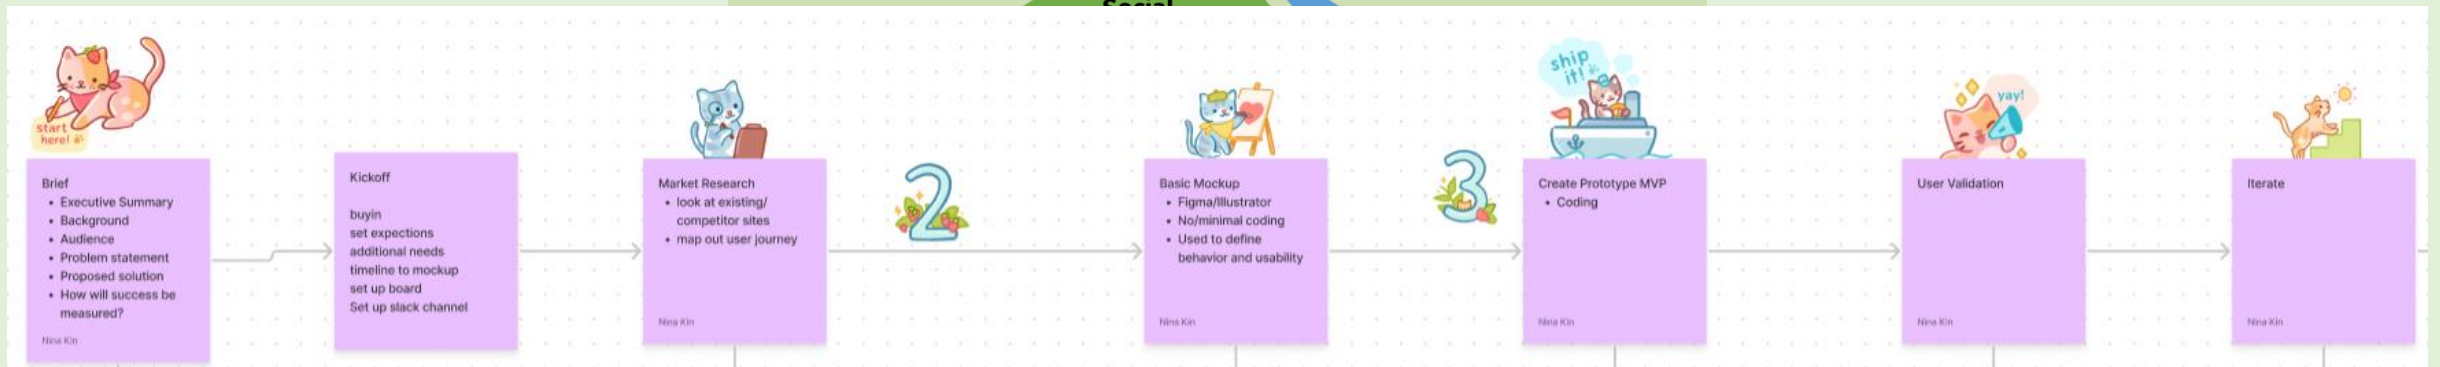 Social
start
here!
Brief
Executive Summary
Background
Audience
Problem statement
Proposed solution
How will success be
measured?
Nina Kin
Kickoff
buyin
set expections
additional needs
timeline to mockup
set up board
Set up slack channel
Market Research
look at existing/
competitor sites
map out user journey
Nina Kin
2
Basic Mockup
Figma/Illustrator
No/minimal coding
Used to define
behavior and usability
Nina Kin
3
ship
it!
Create Prototype MVP
Coding
Nina Kin
yay!
User Validation
Nina Kin
Iterate
Nina Kin